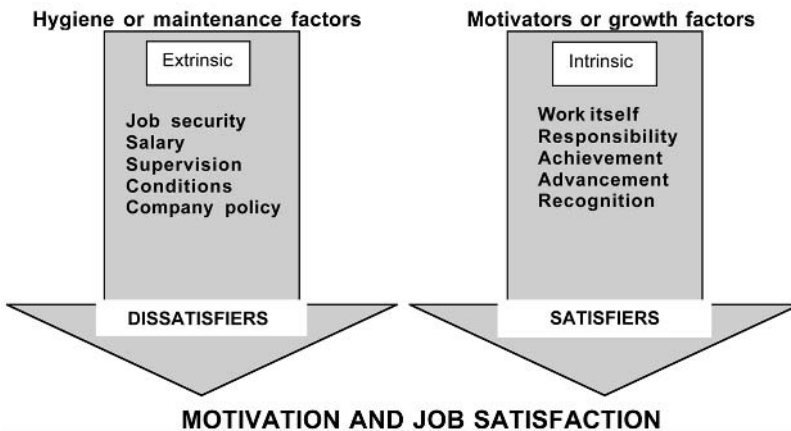 Hygiene or maintenance factors
Extrinsic
Job security
Salary
Supervision
Conditions
Company policy
DISSATISFIERS
Motivators or growth factors
Intrinsic
Work itself
Responsibility
Achievement
Advancement
Recognition
SATISFIERS
MOTIVATION AND JOB SATISFACTION